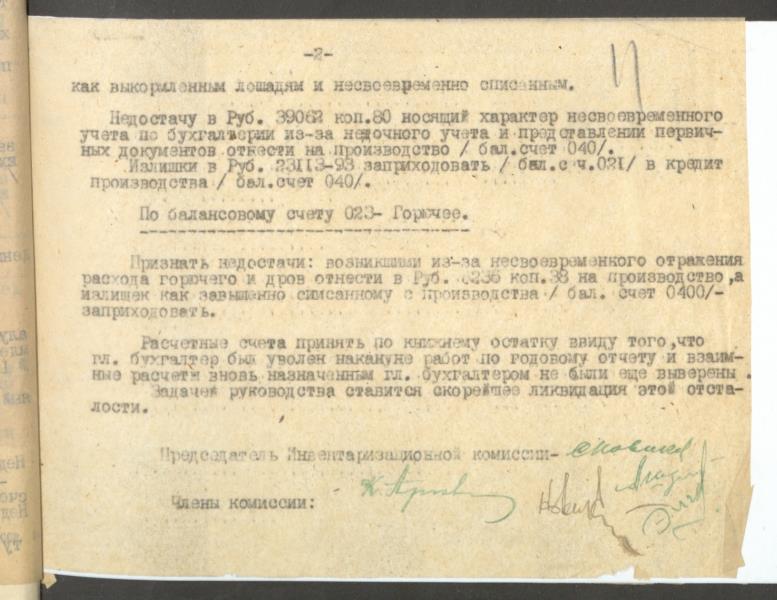 -2-
как выкормленным лошадям и несвоевременно списанным.
Недостачу в Руб. 39062 коп.80 носящий характер несвоевременного
учета по бухгалтерии из-за недочного учета и представлении первич-
ных документов отнести на производство / бал.счет 040/.
Излишки в Руб. 23113-93 заприходовать / бал.с ч.021/ в кредит
производства / бал.счет 040/.
По балансовому счету 023- Горючее.
Признать недостачи: возникшими из-за несвоевременного отражения
расхода горючего и дров отнести в Руб. 236 коп.38 на производство,а
излишек как завышенно списанному с производства / бал. счет 0400/-
заприходовать.
Расчетные счета принять по книжнему остатку ввиду того,что
гл. бухгалтер был уволен накануне работ по годовому отчету и взаим-
ные расчеты вновь назначенным гл. бухгалтером не были еще выверены.
Задачей руководства ставится скорейшее ликвидация этой отста-
лости.
Председатель Инвентаризационной комиссии-
Члены комиссии: